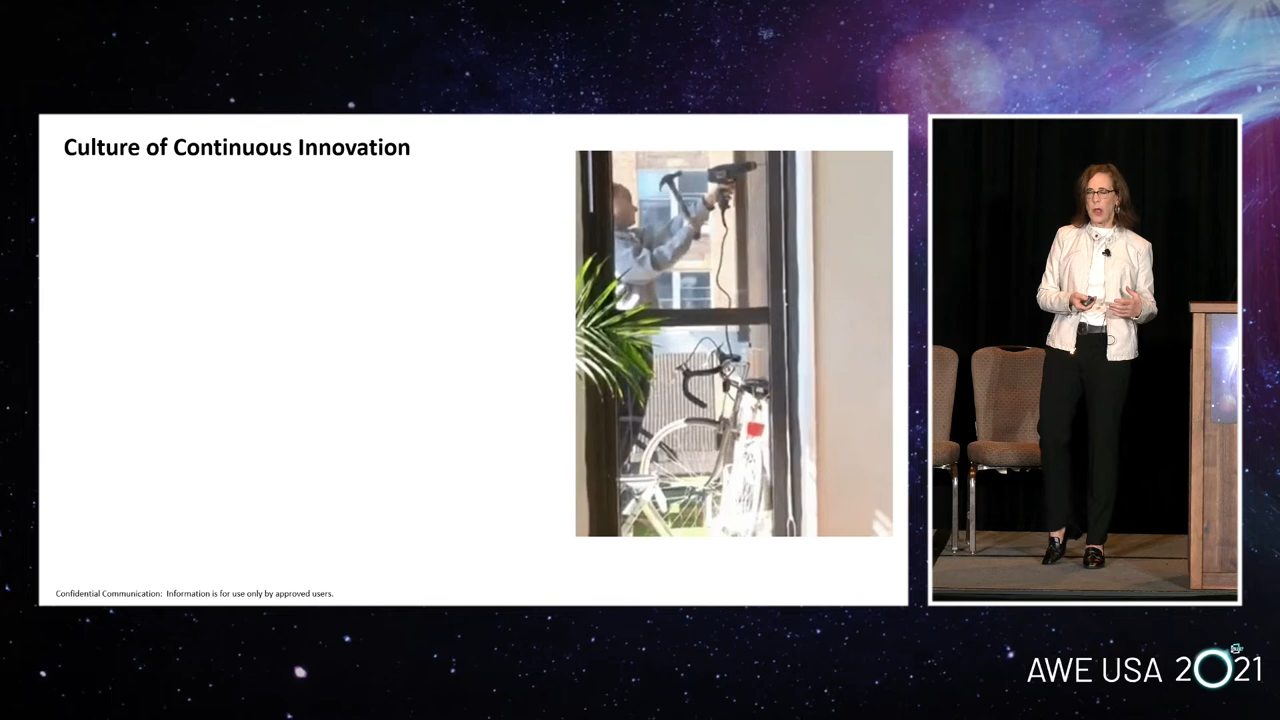 Culture of Continuous Innovation
Confidential Communication: Information is for use only by approved users.
AWE USA 2021